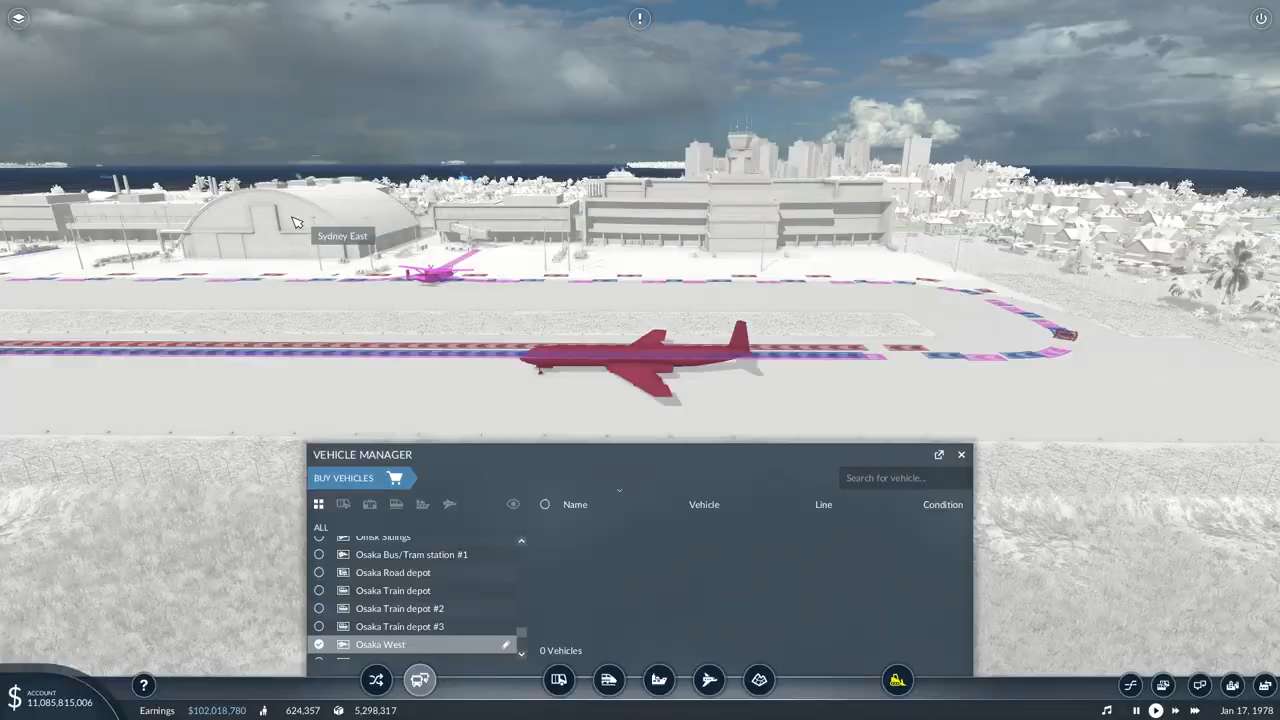 Sydney East
VEHICLE MANAGER
BUY VEHICLES
Search for vehicle...
Name
Vehicle
Line
Condition
ALL
Omsk Sidings
Osaka Bus/Tram station #1
Osaka Road depot
Osaka Train depot
Osaka Train depot #2
Osaka Train depot #3
Osaka West
0 Vehicles
?
$ ACCOUNT
11,085,815,006
Earnings $102,018,780 624,357 5,298,317
Jan 17, 1978